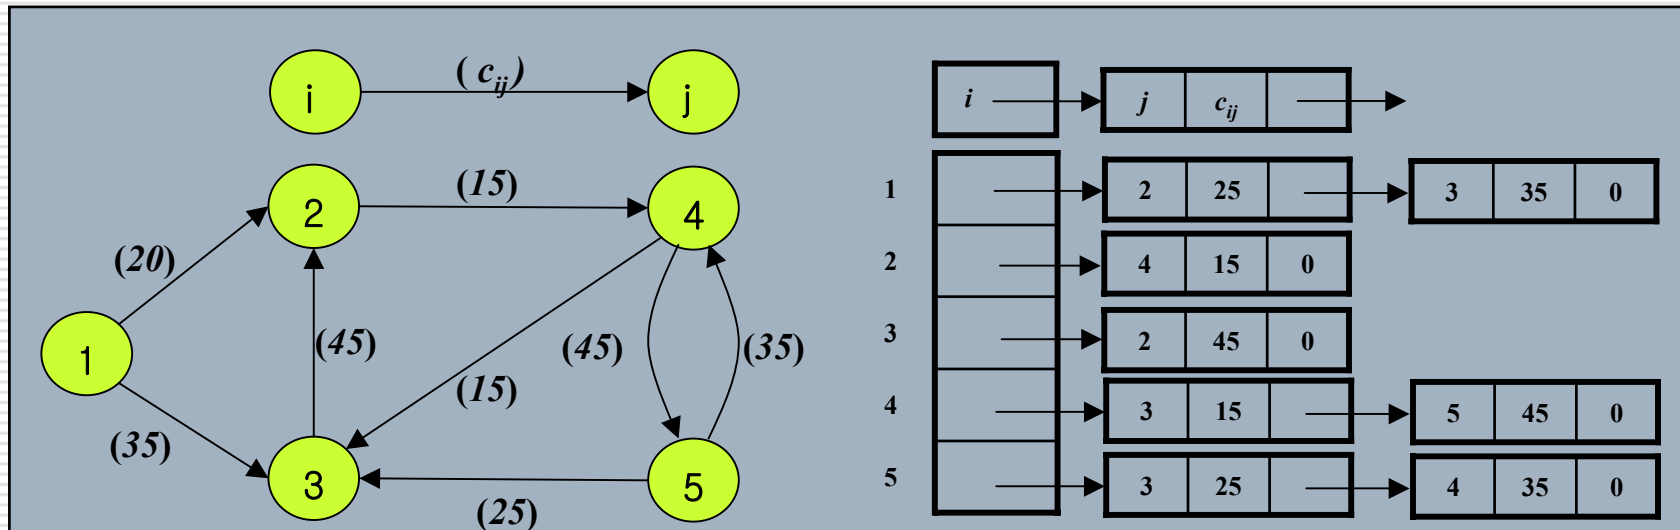 i ( c_ij) j
2 (15) 4
(20)
1 (45) (45) (35)
(15)
(35)
3 (25) 5
i j c_ij
1 2 25 3 35 0
2 4 15 0
3 2 45 0
4 3 15 5 45 0
5 3 25 4 35 0